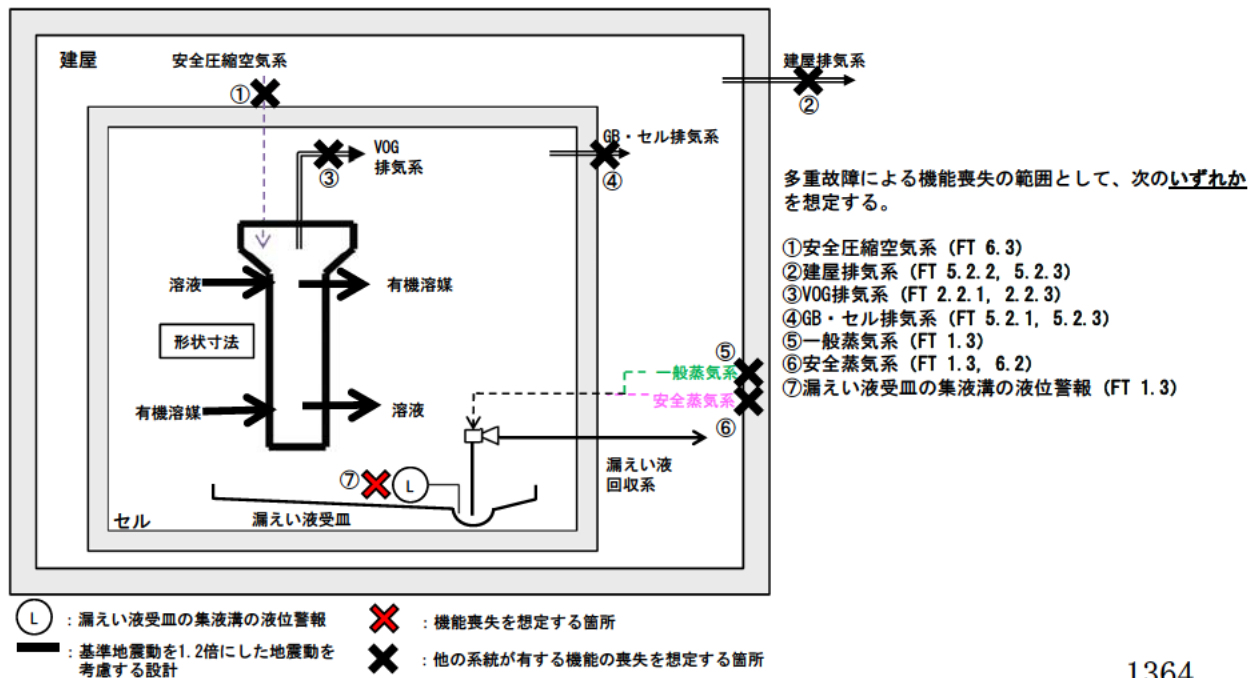 建屋
安全圧縮空気系
①
建屋排気系
②
VOG
排気系
③
GB・セル排気系
④
溶液
有機溶媒
形状寸法
有機溶媒
溶液
⑤
一般蒸気系
安全蒸気系
⑥
漏えい液
回収系
⑦
L
セル
漏えい液受皿
多重故障による機能喪失の範囲として、次のいずれか
を想定する。
①安全圧縮空気系 (FT 6.3)
②建屋排気系 (FT 5.2.2, 5.2.3)
③VOG排気系 (FT 2.2.1, 2.2.3)
④GB・セル排気系 (FT 5.2.1, 5.2.3)
⑤一般蒸気系 (FT 1.3)
⑥安全蒸気系 (FT 1.3, 6.2)
⑦漏えい液受皿の集液溝の液位警報 (FT 1.3)
L :漏えい液受皿の集液溝の液位警報
:機能喪失を想定する箇所
:基準地震動を1.2倍にした地震動を
考慮する設計
:他の系統が有する機能の喪失を想定する箇所
1364